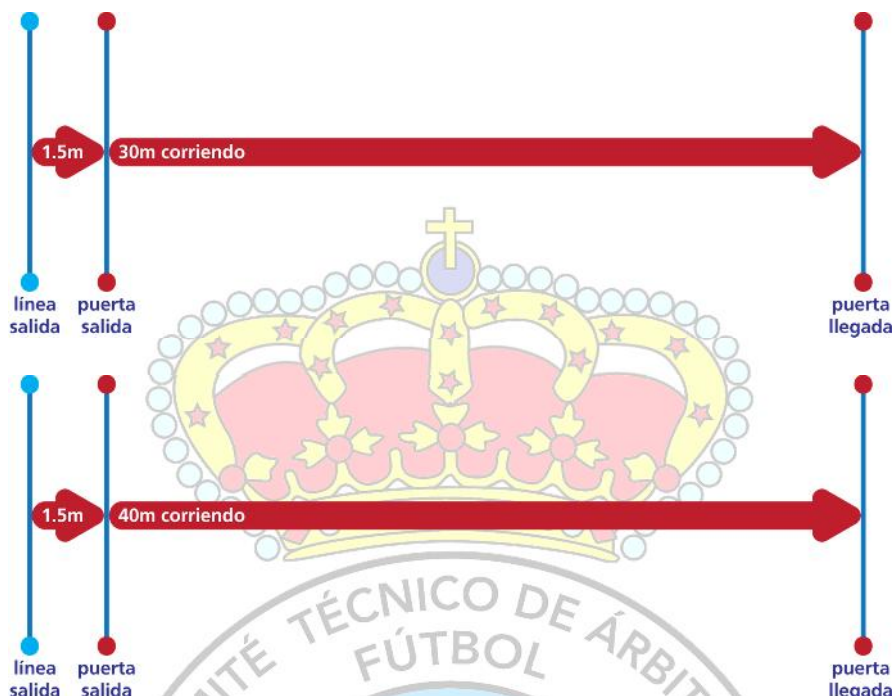 1.5m 30m corriendo
línea puerta puerta
salida salida llegada
1.5m 40m corriendo
TÉCNICO DE
FÚTBOL
línea puerta puerta
salida salida llegada